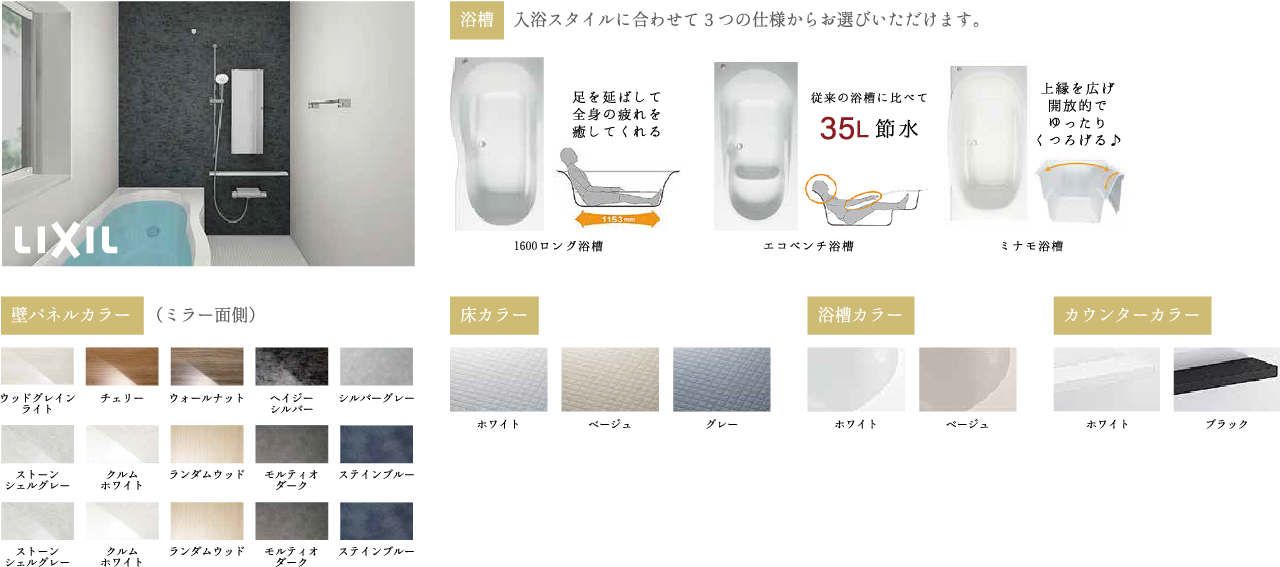 LIXIL
浴槽 入浴スタイルに合わせて３つの仕様からお選びいただけます。
足を延ばして
全身の疲れを
癒してくれる
1153mm
1600ロング浴槽
従来の浴槽に比べて
35L 節水
エコベンチ浴槽
上縁を広げ
開放的で
ゆったり
くつろげる♪
ミナモ浴槽
壁パネルカラー （ミラー面側）
ウッドグレイン
ライト
チェリー
ウォールナット
ヘイジー
シルバー
シルバーグレー
ストーン
シェルグレー
クルム
ホワイト
ランダムウッド
モルティオ
ダーク
ステインブルー
ストーン
シェルグレー
クルム
ホワイト
ランダムウッド
モルティオ
ダーク
ステインブルー
床カラー
ホワイト
ベージュ
グレー
浴槽カラー
ホワイト
ベージュ
カウンターカラー
ホワイト
ブラック